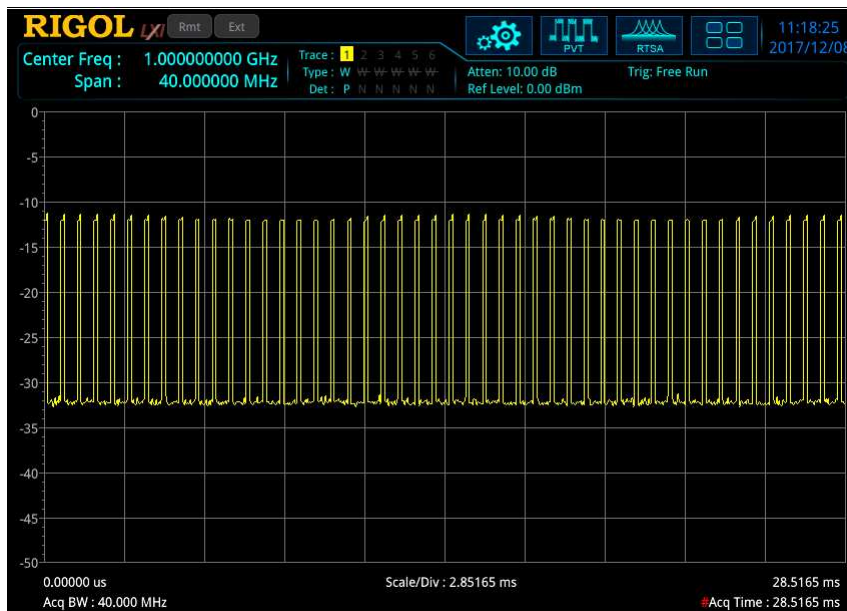 RIGOL LXI Rmt Ext
PVT RTSA
11:18:25
2017/12/08
Center Freq : 1.000000000 GHz
Span : 40.000000 MHz
Trace : 1 2 3 4 5 6
Type : W W W W W W
Det : P N N N N N
Atten: 10.00 dB
Ref Level: 0.00 dBm
Trig: Free Run
0
-5
-10
-15
-20
-25
-30
-35
-40
-45
-50
0.00000 us
Scale/Div : 2.85165 ms
28.5165 ms
Acq BW : 40.000 MHz
#Acq Time : 28.5165 ms